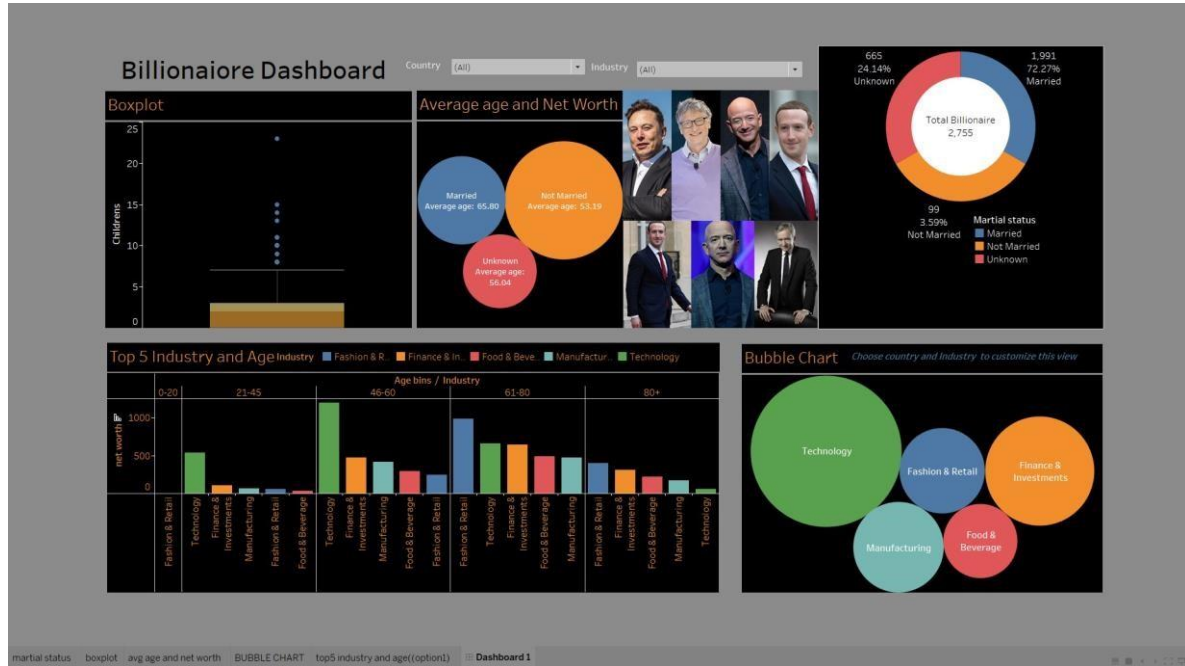 Billionaiore Dashboard
Country
(All)
Industry
(All)
Boxplot
25
20
15
10
5
0
Childrens
Average age and Net Worth
Married
Average age: 65.80
Not Married
Average age: 53.19
Unknown
Average age:
56.04
665
24.14%
Unknown
1,991
72.27%
Married
Total Billionaire
2,755
99
3.59%
Not Married
Martial status
Married
Not Married
Unknown
Top 5 Industry and Age
Industry
Fashion & R..
Finance & In..
Food & Beve..
Manufactur..
Technology
Age bins / Industry
0-20
21-45
46-60
61-80
80+
net worth
1000
500
0
Fashion & Retail
Technology
Finance &
Investments
Manufacturing
Fashion & Retail
Food & Beverage
Technology
Finance &
Investments
Manufacturing
Food & Beverage
Fashion & Retail
Fashion & Retail
Technology
Finance &
Investments
Food & Beverage
Manufacturing
Fashion & Retail
Finance &
Investments
Food & Beverage
Manufacturing
Technology
Bubble Chart
Choose country and Industry to customize this view
Technology
Fashion & Retail
Finance &
Investments
Manufacturing
Food &
Beverage
martial status
boxplot
avg age and net worth
BUBBLE CHART
top5 industry and age((option1)
Dashboard 1